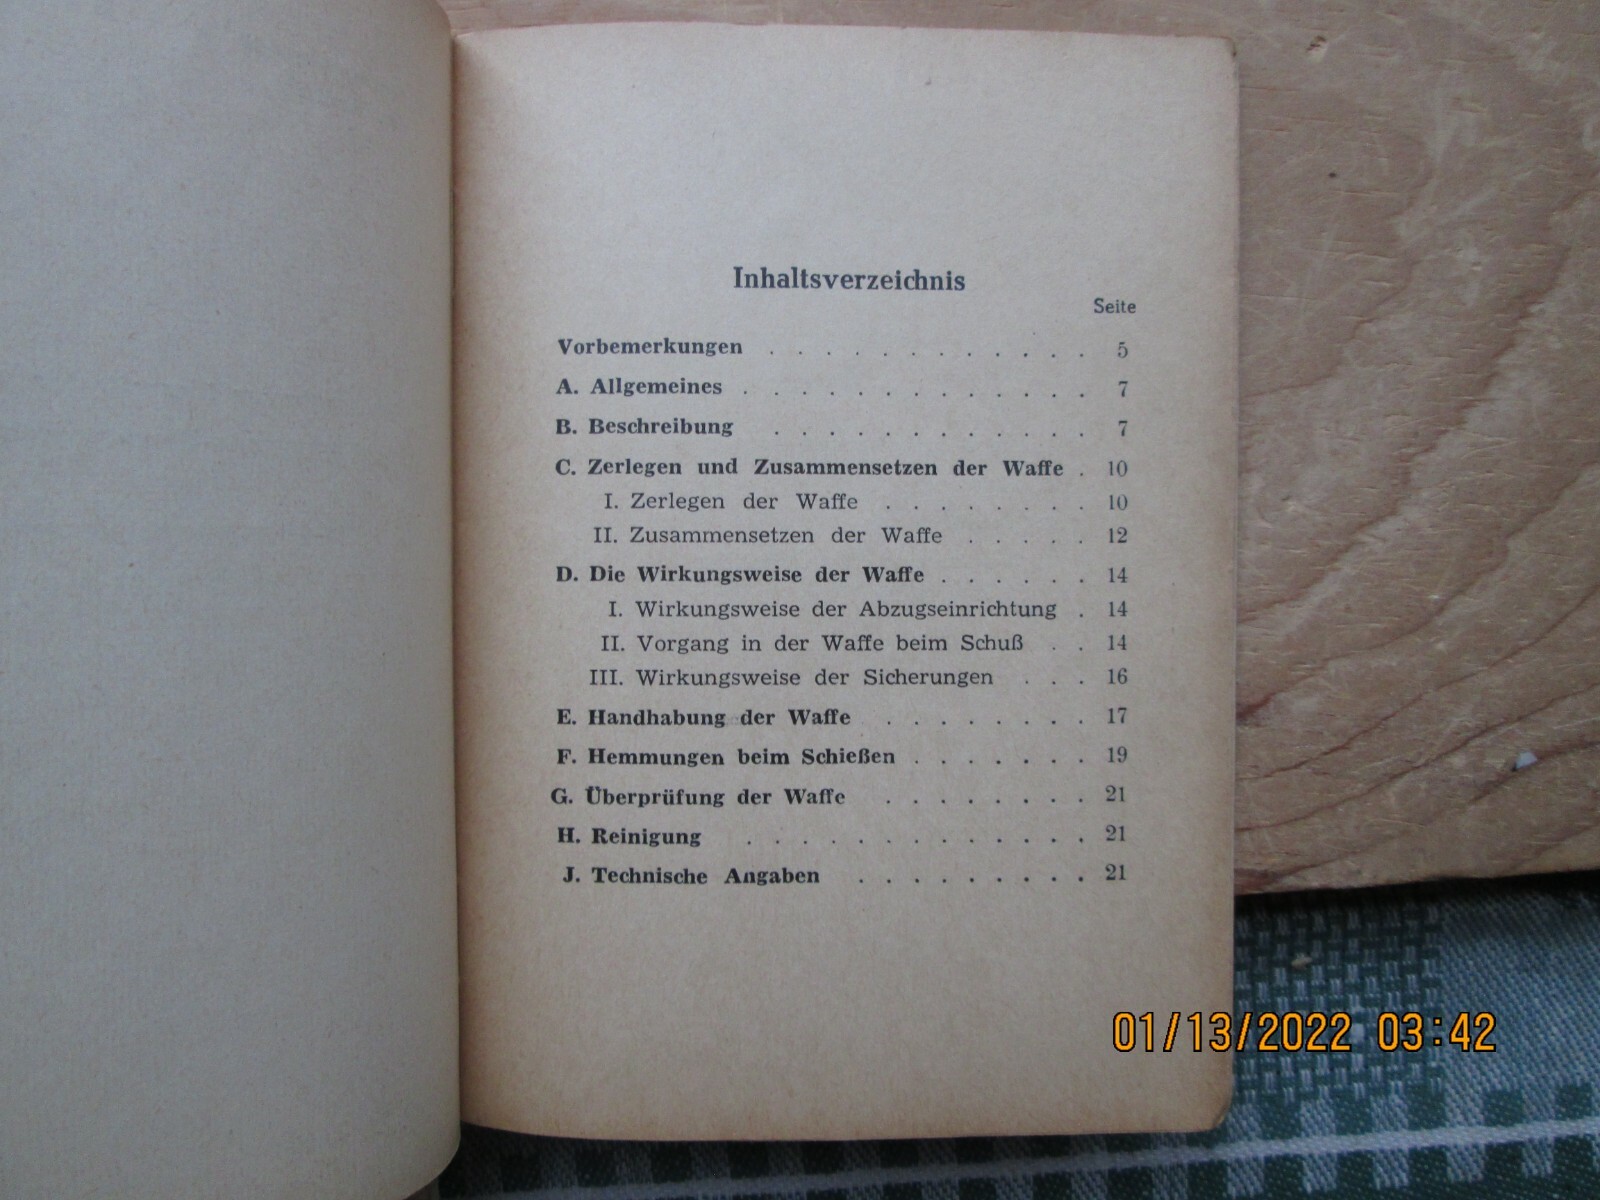 Inhaltsverzeichnis
Seite
Vorbemerkungen . . . . . . . . . . . . 5
A. Allgemeines . . . . . . . . . . . . . 7
B. Beschreibung . . . . . . . . . . . . 7
C. Zerlegen und Zusammensetzen der Waffe . 10
I. Zerlegen der Waffe . . . . . . . . 10
II. Zusammensetzen der Waffe . . . . . 12
D. Die Wirkungsweise der Waffe . . . . . . 14
I. Wirkungsweise der Abzugseinrichtung . 14
II. Vorgang in der Waffe beim Schuß . . 14
III. Wirkungsweise der Sicherungen . . . 16
E. Handhabung der Waffe . . . . . . . . 17
F. Hemmungen beim Schießen . . . . . . . 19
G. Überprüfung der Waffe . . . . . . . . 21
H. Reinigung . . . . . . . . . . . . . 21
J. Technische Angaben . . . . . . . . . 21
01/13/2022 03:42